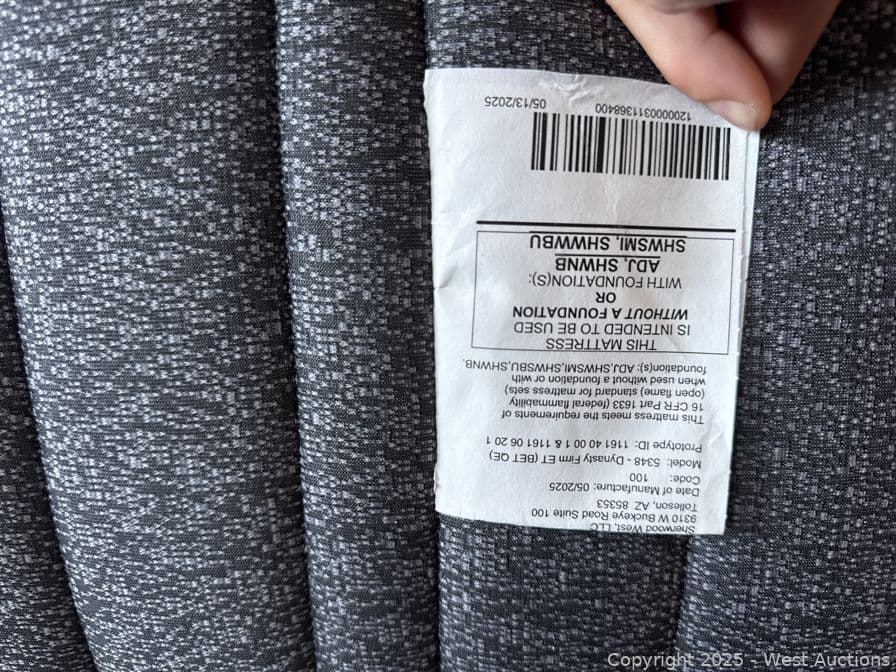 Sherwood West, LLC
9310 W Buckeye Road Suite 100
Tolleson, AZ 85353
Date of Manufacture: 05/2025
Code: 100
Model: 5348 - Dynasty Firm ET (BET QE)
Prototype ID: 1161 40 00 1 & 1161 06 20 1
This mattress meets the requirements of
16 CFR Part 1633 (federal flammability
(open flame) standard for mattress sets)
when used without a foundation or with
foundation(s): ADJ,SHWSMI,SHWWBU,SHWNB.
THIS MATTRESS
IS INTENDED TO BE USED
WITHOUT A FOUNDATION
OR
WITH FOUNDATION(S):
ADJ, SHWNB
SHWSMI, SHWWBU
1200000311368400 05/13/2025
Copyright 2025 - West Auctions